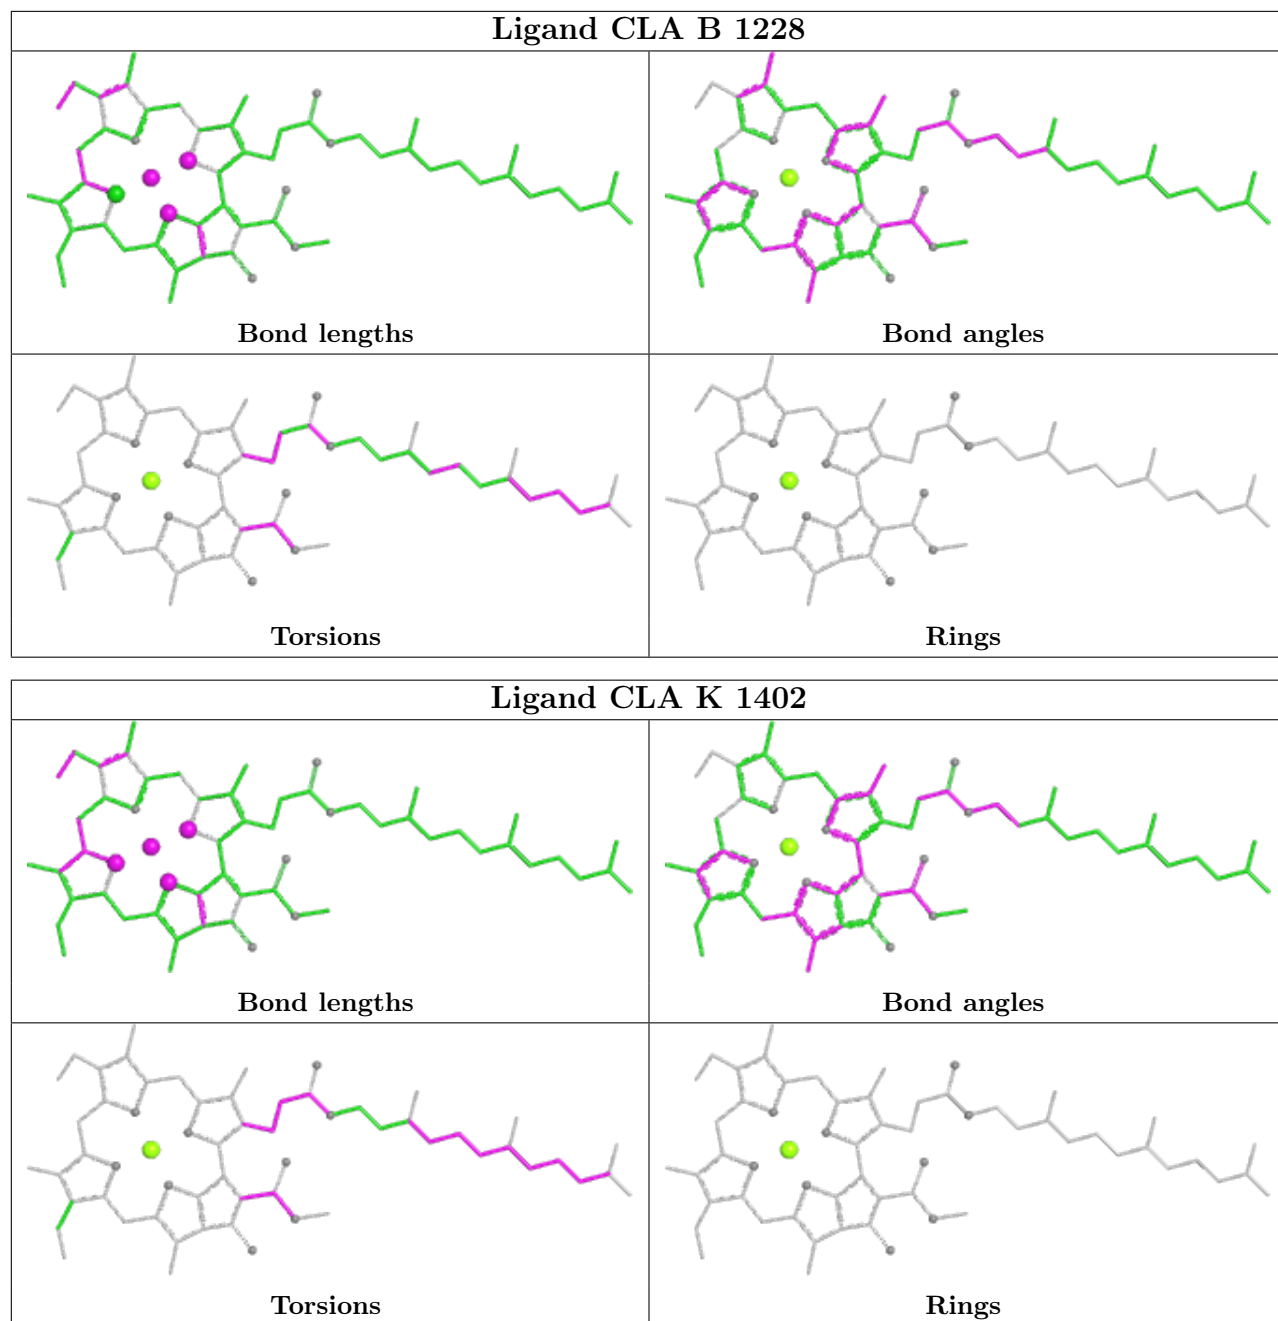 Ligand CLA B 1228
Bond lengths
Bond angles
Torsions
Rings
Ligand CLA K 1402
Bond lengths
Bond angles
Torsions
Rings